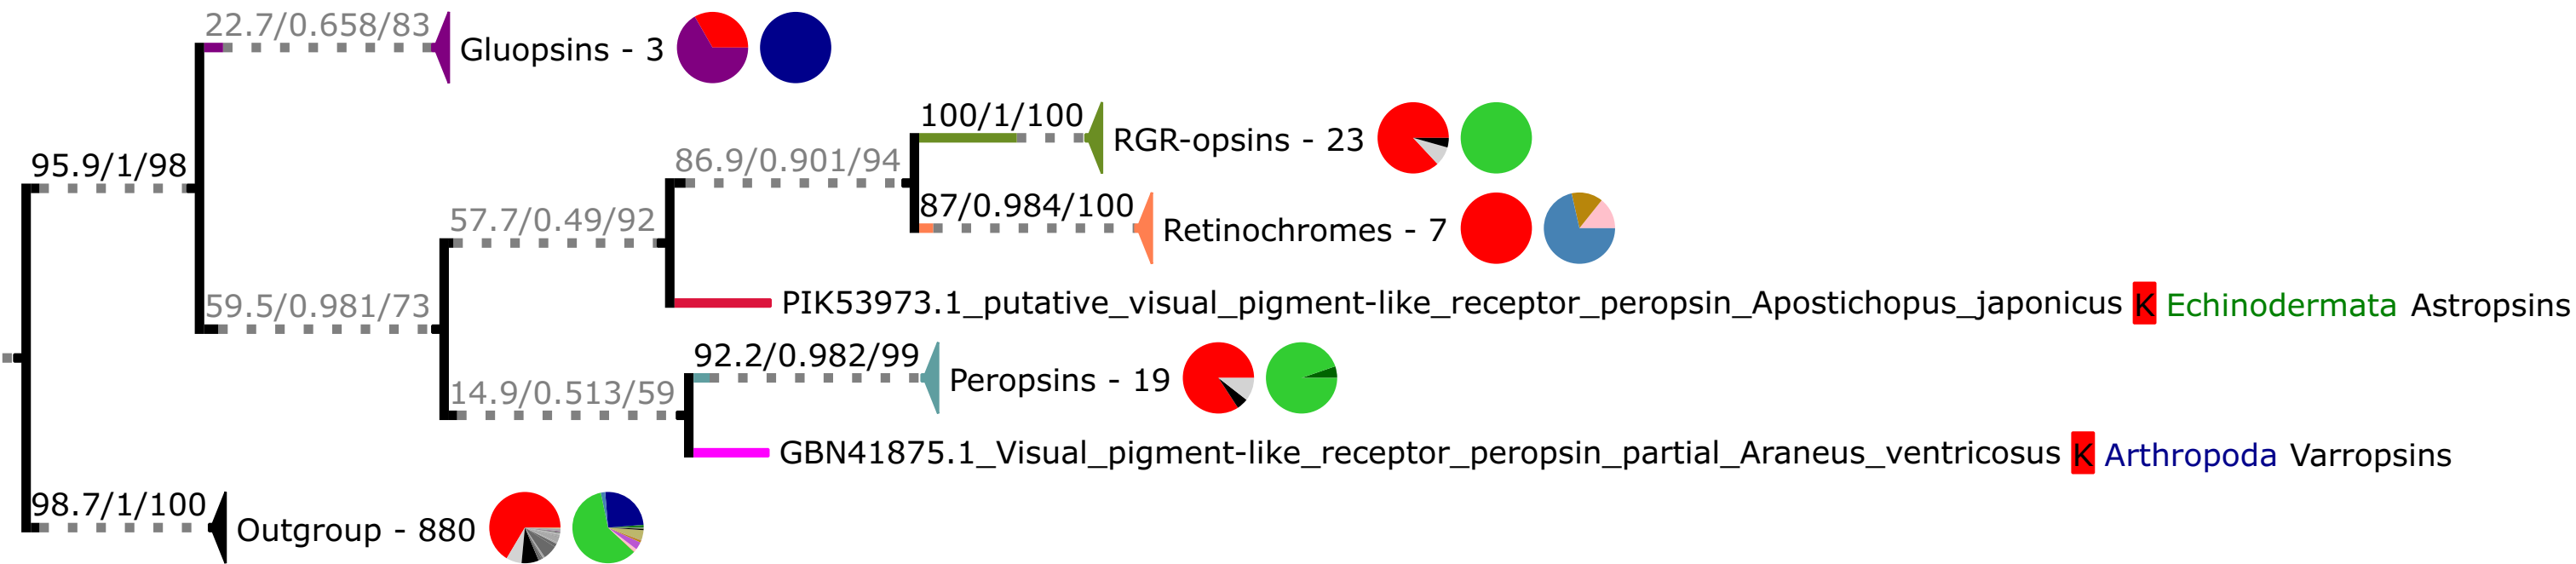 22.7/0.658/83
Gluopsins - 3
100/1/100
RGR-opsins - 23
86.9/0.901/94
95.9/1/98
87/0.984/100
Retinochromes - 7
57.7/0.49/92
59.5/0.981/73
PIK53973.1_putative_visual_pigment-like_receptor_peropsin_Apostichopus_japonicus K Echinodermata Astropsins
92.2/0.982/99
Peropsins - 19
14.9/0.513/59
GBN41875.1_Visual_pigment-like_receptor_peropsin_partial_Araneus_ventricosus K Arthropoda Varropsins
98.7/1/100
Outgroup - 880